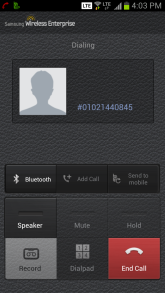 LTE 4:03 PM
Samsung Wireless Enterprise
Dialing
#01021440845
Bluetooth
Add Call
Send to
mobile
Speaker
Mute
Hold
Record
Dialpad
End Call